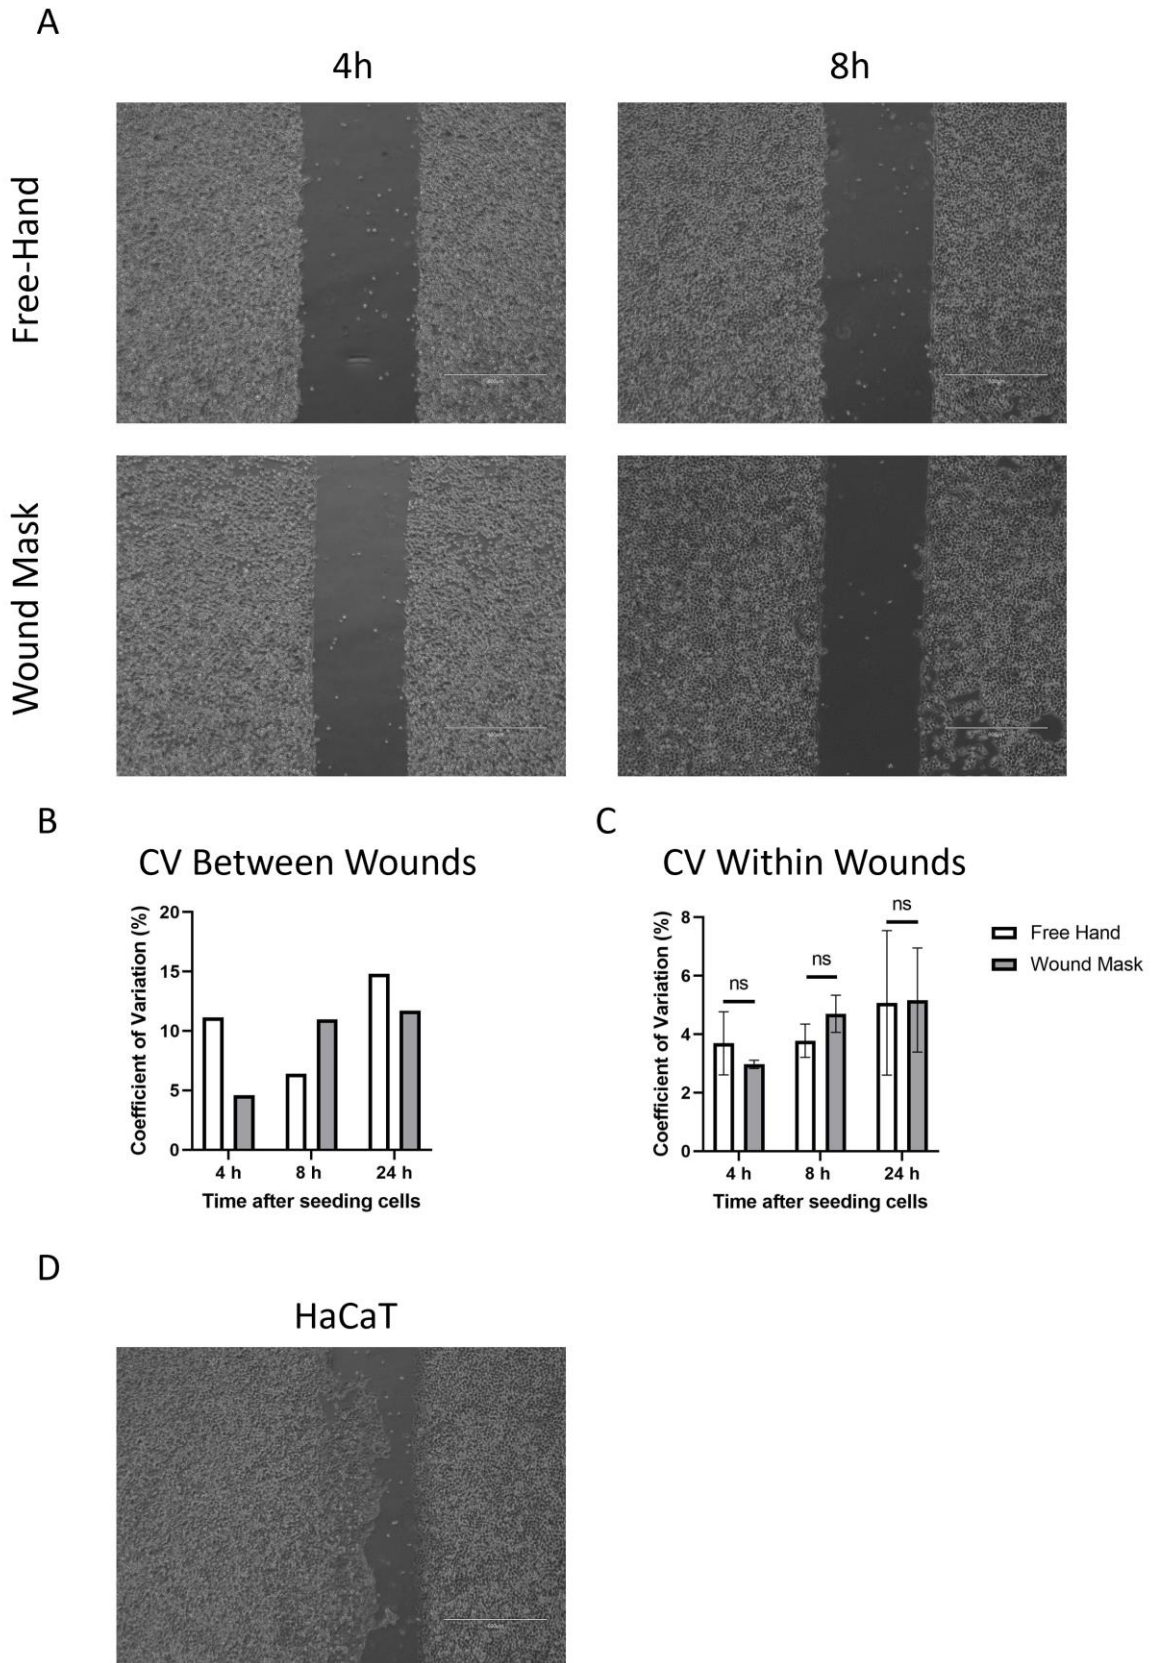 A
4h
8h
Free-Hand
Wound Mask
B
CV Between Wounds
Coefficient of Variation (%)
20
15
10
5
0
4 h
8 h
24 h
Time after seeding cells
C
CV Within Wounds
Coefficient of Variation (%)
8
6
4
2
0
ns
ns
ns
4 h
8 h
24 h
Time after seeding cells
Free Hand
Wound Mask
D
HaCaT